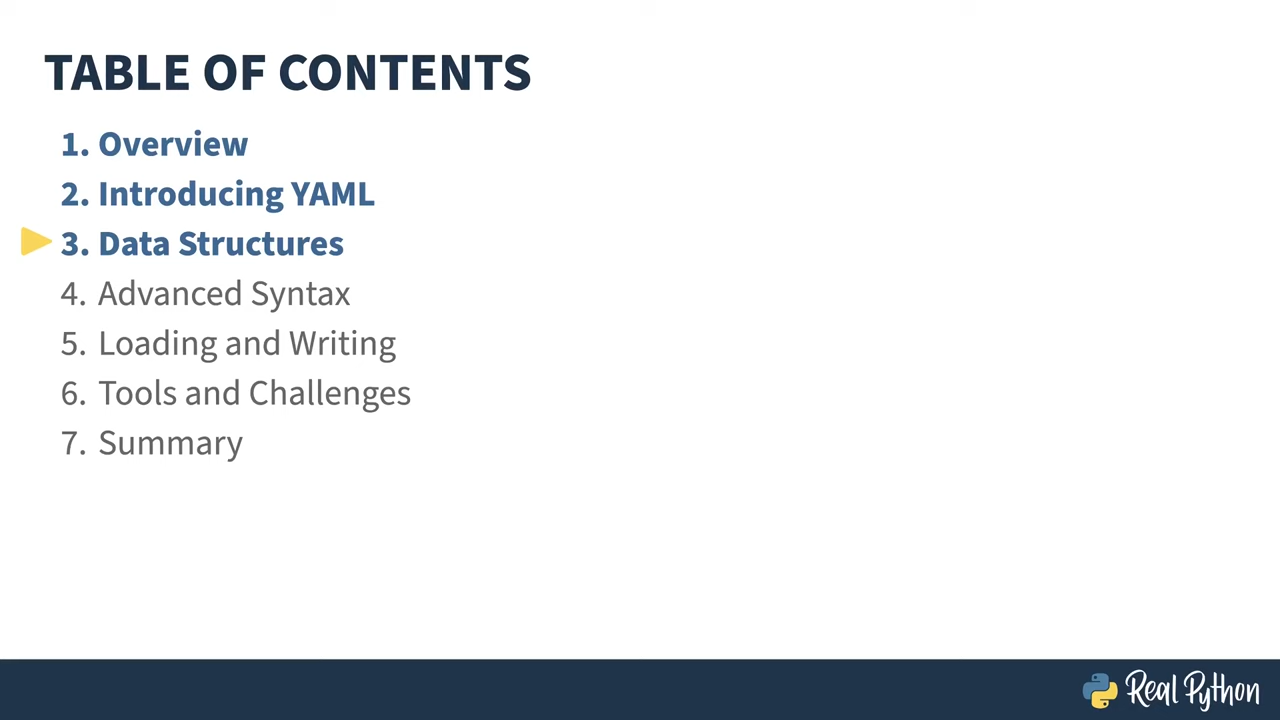 TABLE OF CONTENTS
1. Overview
2. Introducing YAML
3. Data Structures
4. Advanced Syntax
5. Loading and Writing
6. Tools and Challenges
7. Summary
Real Python